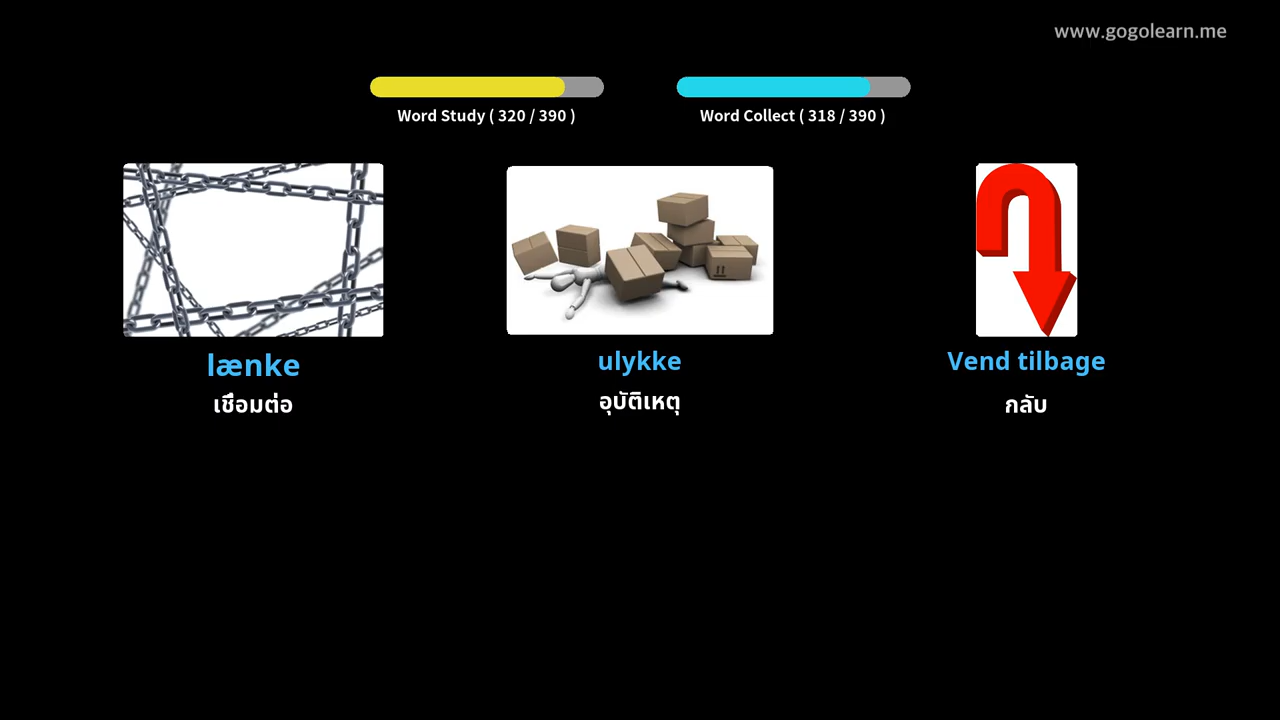 www.gogolearn.me
Word Study ( 320 / 390 )
Word Collect ( 318 / 390 )
lænke
เชื่อมต่อ
ulykke
อุบัติเหตุ
Vend tilbage
กลับ